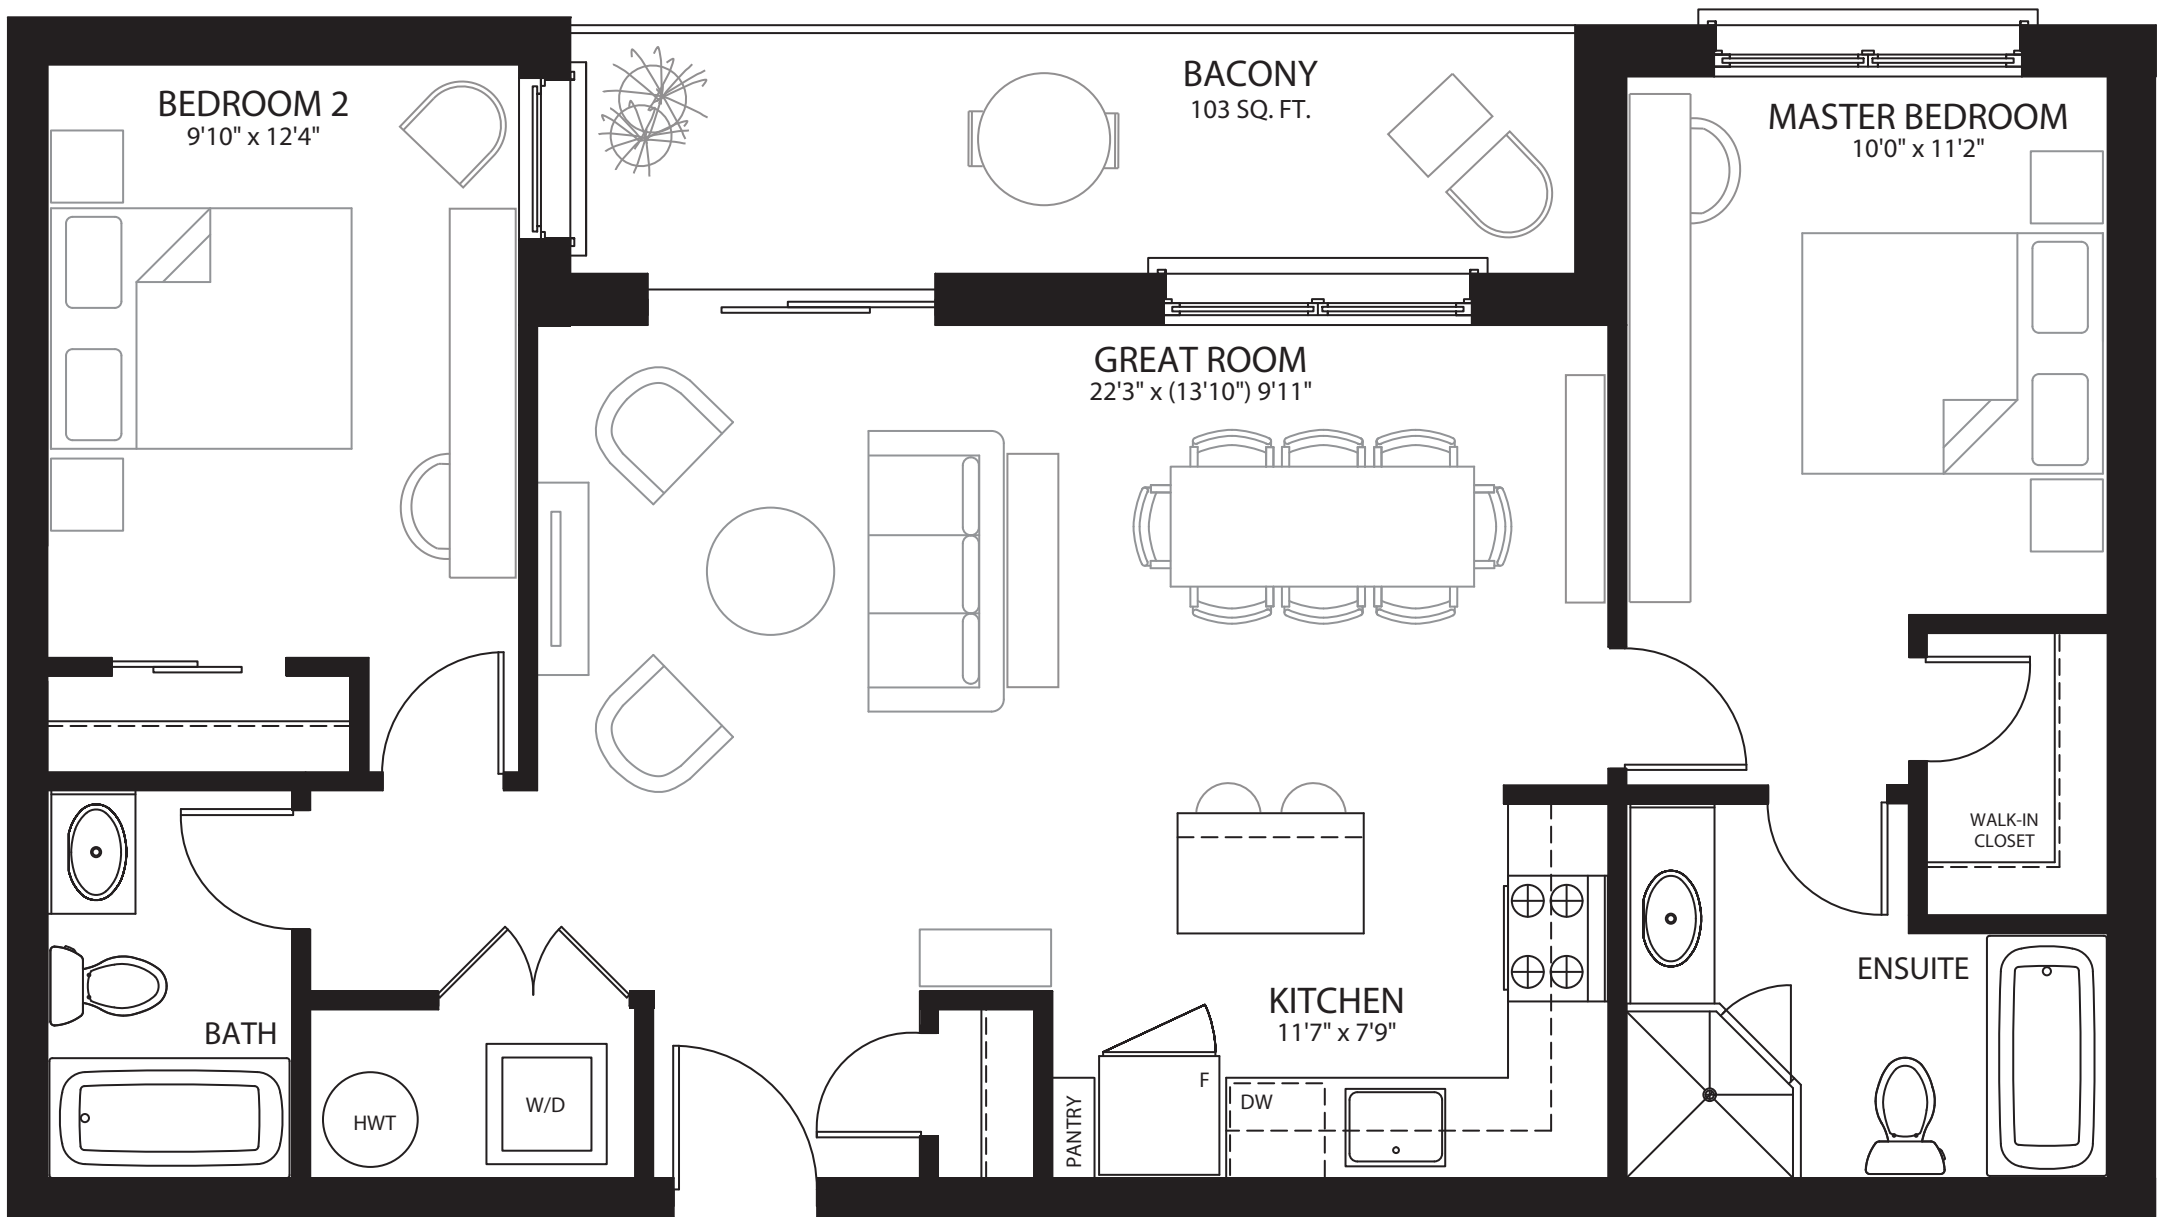 BEDROOM 2
9'10" x 12'4"
BACONY
103 SQ. FT.
MASTER BEDROOM
10'0" x 11'2"
GREAT ROOM
22'3" x (13'10") 9'11"
WALK-IN
CLOSET
ENSUITE
KITCHEN
11'7" x 7'9"
BATH
HWT
W/D
PANTRY
F
DW